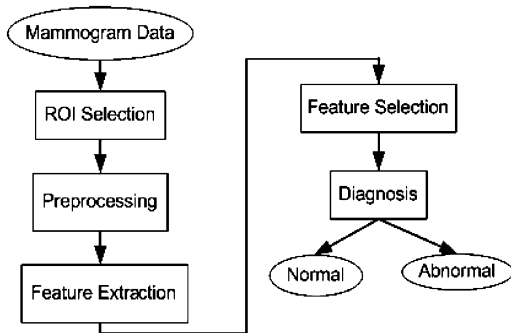 Mammogram Data
ROI Selection
Preprocessing
Feature Extraction
Feature Selection
Diagnosis
Normal
Abnormal